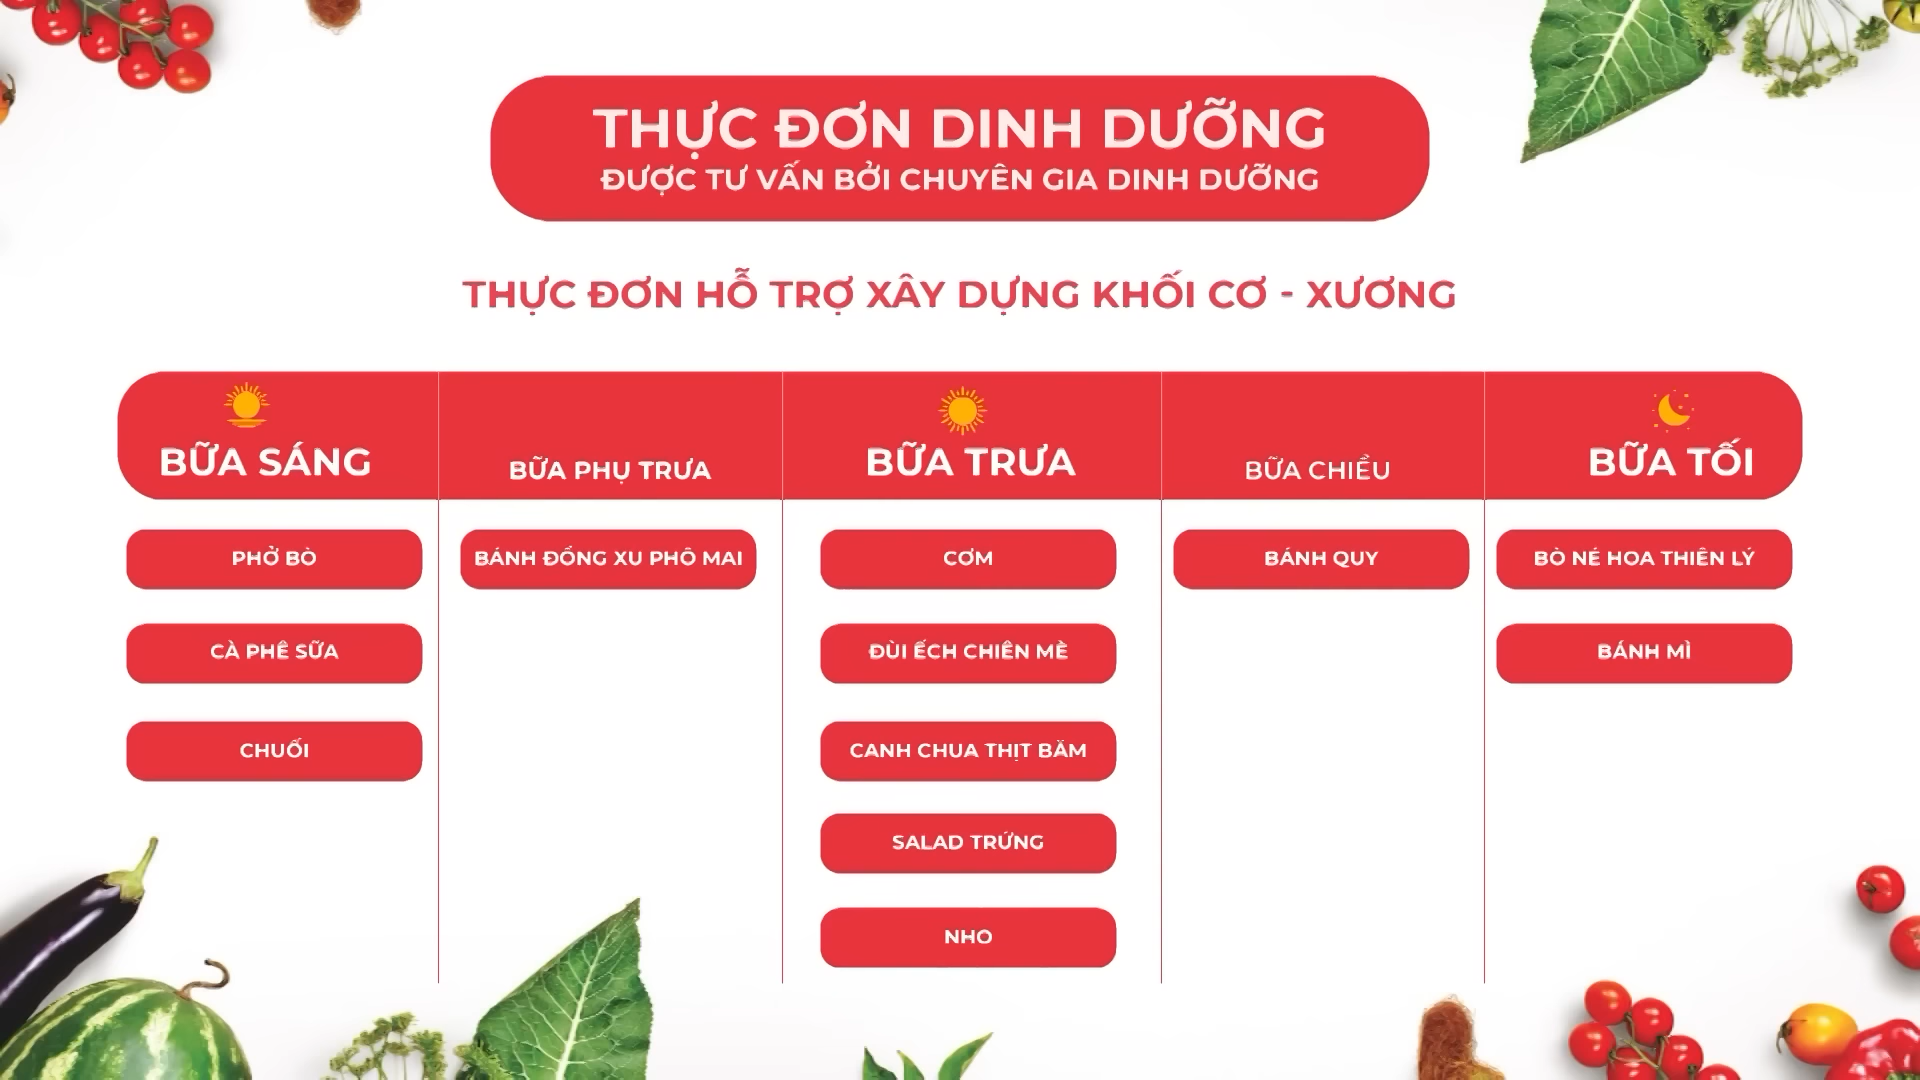 THỰC ĐƠN DINH DƯỠNG
ĐƯỢC TƯ VẤN BỞI CHUYÊN GIA DINH DƯỠNG
THỰC ĐƠN HỖ TRỢ XÂY DỰNG KHỐI CƠ - XƯƠNG
BỮA SÁNG
PHỞ BÒ
CÀ PHÊ SỮA
CHUỐI
BỮA PHỤ TRƯA
BÁNH ĐỒNG XU PHÔ MAI
BỮA TRƯA
CƠM
ĐÙI ẾCH CHIÊN MÈ
CANH CHUA THỊT BĂM
SALAD TRỨNG
NHO
BỮA CHIỀU
BÁNH QUY
BỮA TỐI
BÒ NÉ HOA THIÊN LÝ
BÁNH MÌ